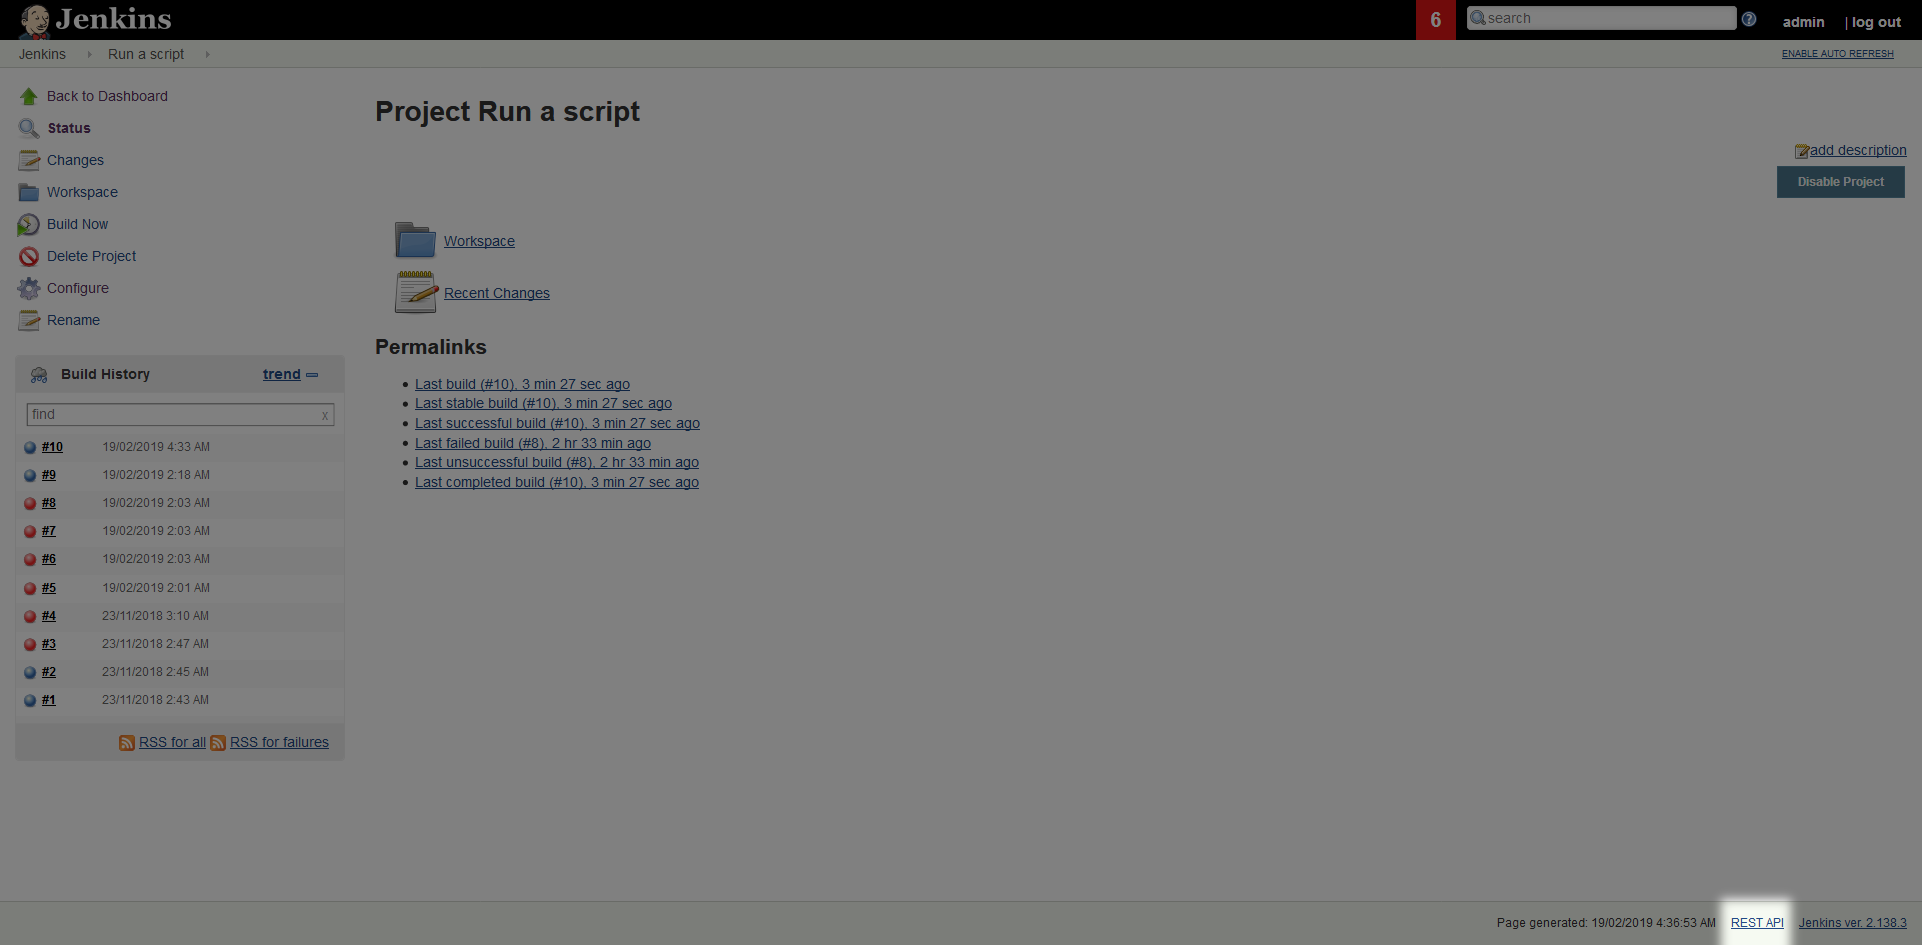 Jenkins
6
search
?
admin
| log out
Jenkins
Run a script
ENABLE AUTO REFRESH
Back to Dashboard
Status
Changes
Workspace
Build Now
Delete Project
Configure
Rename
Project Run a script
add description
Disable Project
Workspace
Recent Changes
Permalinks
Last build (#10), 3 min 27 sec ago
Last stable build (#10), 3 min 27 sec ago
Last successful build (#10), 3 min 27 sec ago
Last failed build (#8), 2 hr 33 min ago
Last unsuccessful build (#8), 2 hr 33 min ago
Last completed build (#10), 3 min 27 sec ago
Build History
trend
find
x
#10 19/02/2019 4:33 AM
#9 19/02/2019 2:18 AM
#8 19/02/2019 2:03 AM
#7 19/02/2019 2:03 AM
#6 19/02/2019 2:03 AM
#5 19/02/2019 2:01 AM
#4 23/11/2018 3:10 AM
#3 23/11/2018 2:47 AM
#2 23/11/2018 2:45 AM
#1 23/11/2018 2:43 AM
RSS for all RSS for failures
Page generated: 19/02/2019 4:36:53 AM REST API Jenkins ver. 2.138.3